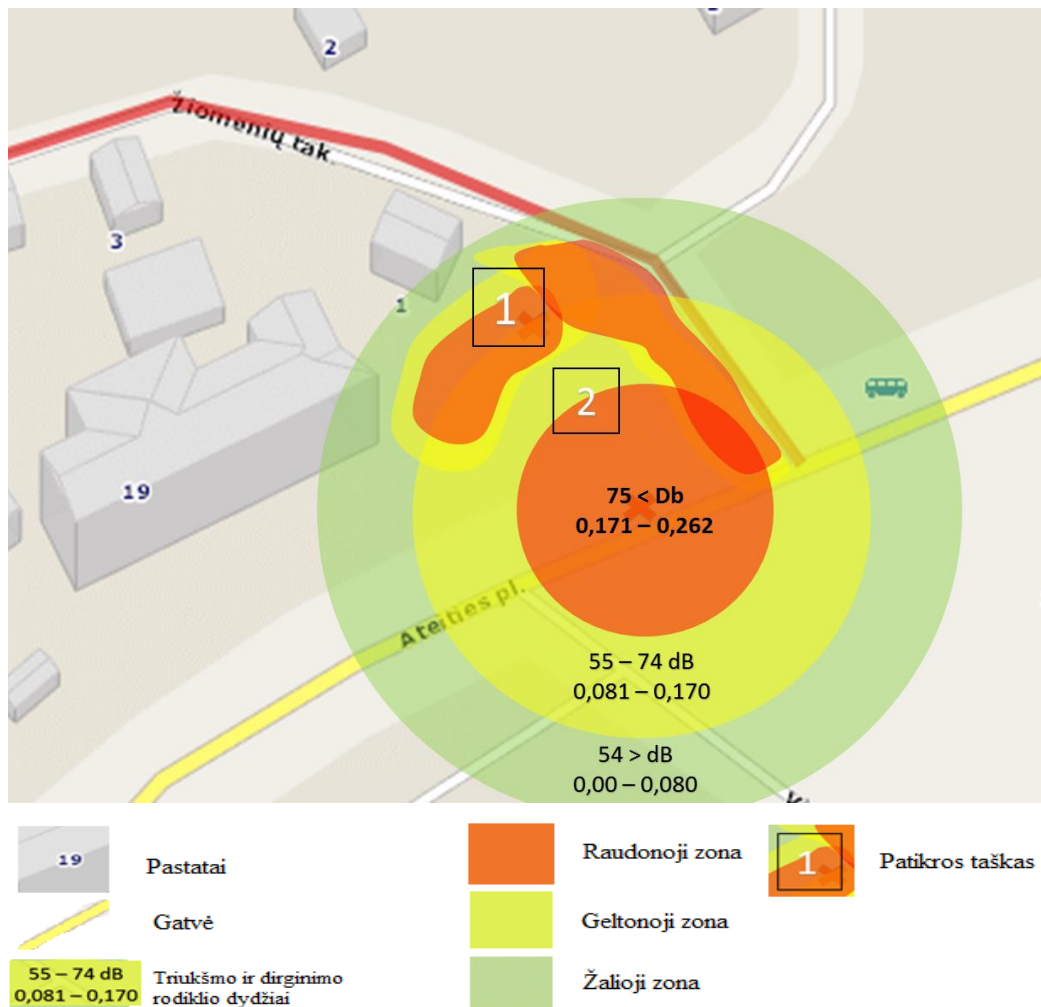 2
Žiomenių tak.
3
1
1
2
19
75 < Db
0,171 – 0,262
Ateities pl.
55 – 74 dB
0,081 – 0,170
54 > dB
0,00 – 0,080
19
Pastatai
Raudonoji zona
1
Patikros taškas
Gatvė
Geltonoji zona
55 – 74 dB
0,081 – 0,170
Triukšmo ir dirginimo
rodiklio dydžiai
Žalioji zona